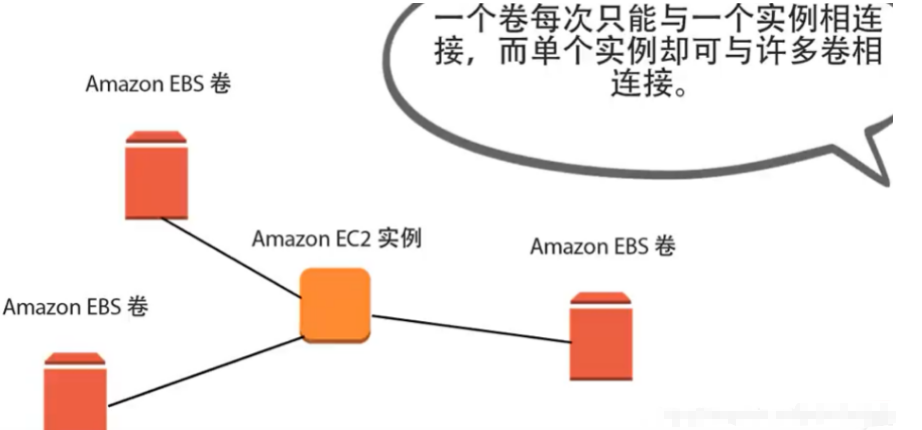 一个卷每次只能与一个实例相连
接，而单个实例却可与许多卷相
连接。
Amazon EBS 卷
Amazon EC2 实例
Amazon EBS 卷
Amazon EBS 卷